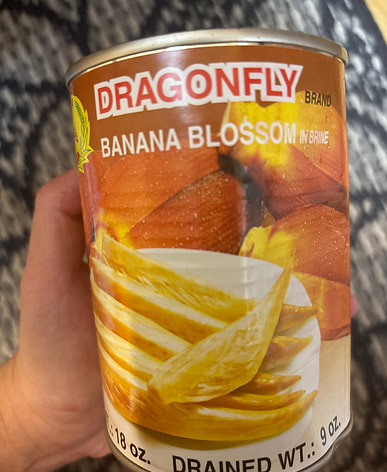 DRAGONFLY BRAND
BANANA BLOSSOM IN BRINE
18 oz.
DRAINED WT.: 9 oz.